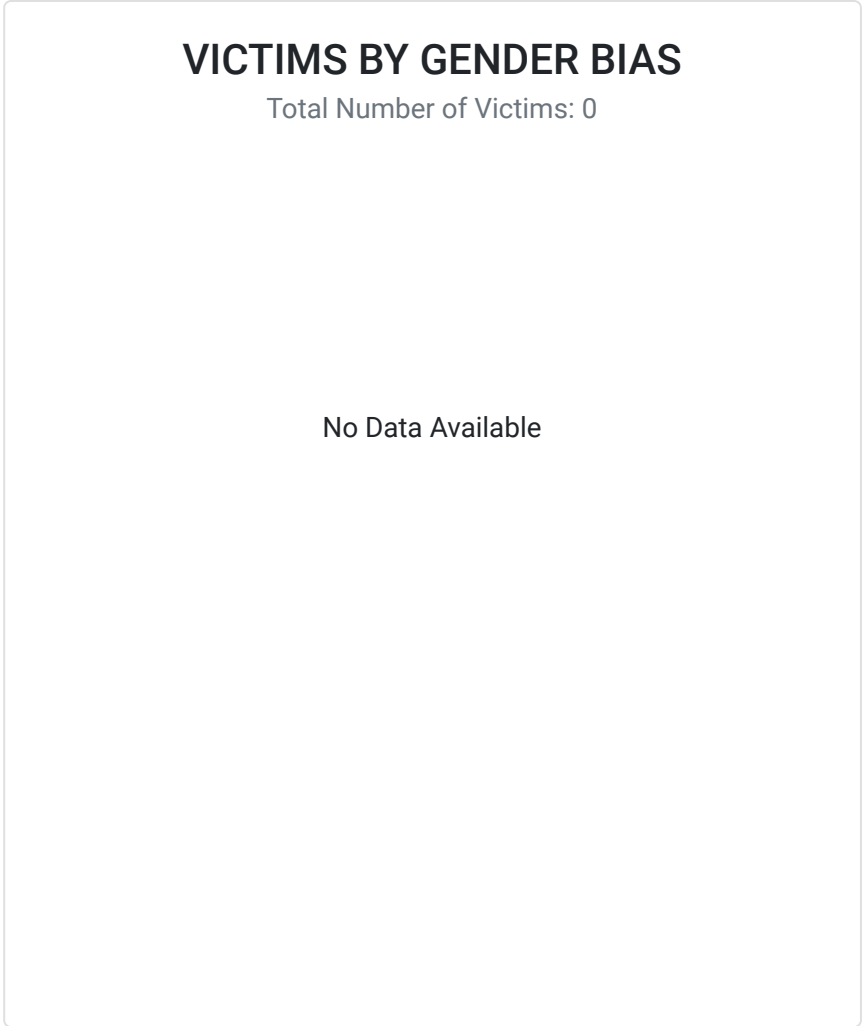 VICTIMS BY GENDER BIAS
Total Number of Victims: 0
No Data Available